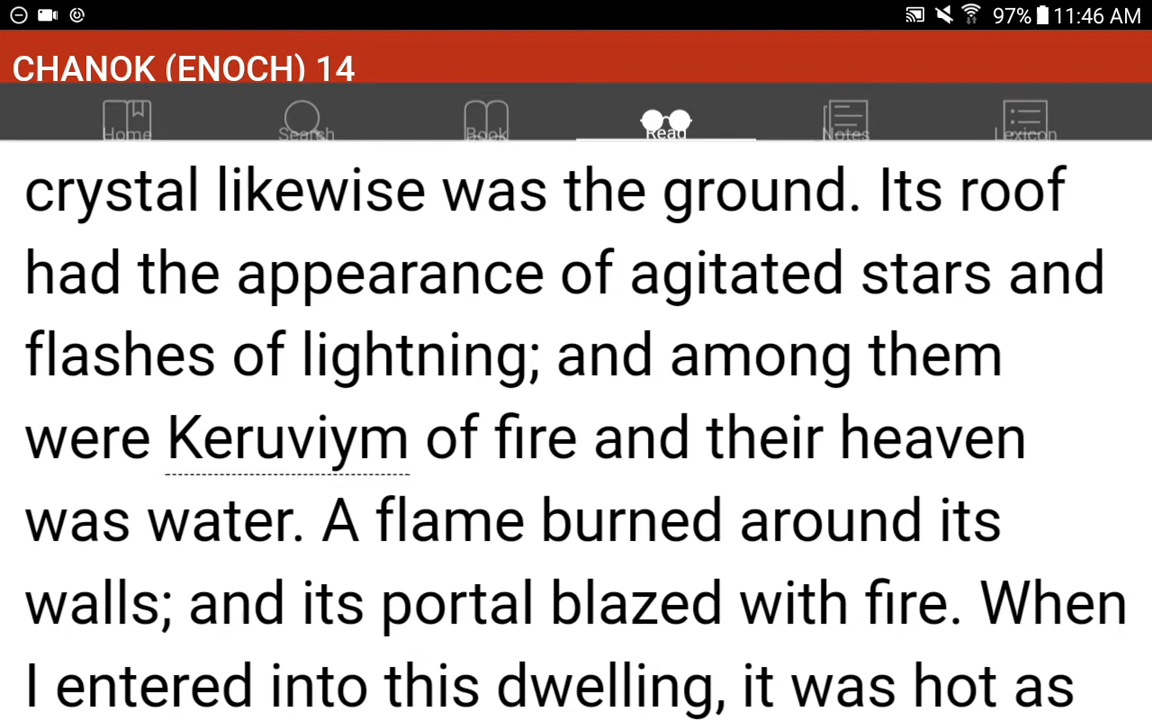 97% 11:46 AM
CHANOK (ENOCH) 14
Home Search Book Read Notes Lexicon
crystal likewise was the ground. Its roof
had the appearance of agitated stars and
flashes of lightning; and among them
were Keruviym of fire and their heaven
was water. A flame burned around its
walls; and its portal blazed with fire. When
I entered into this dwelling, it was hot as